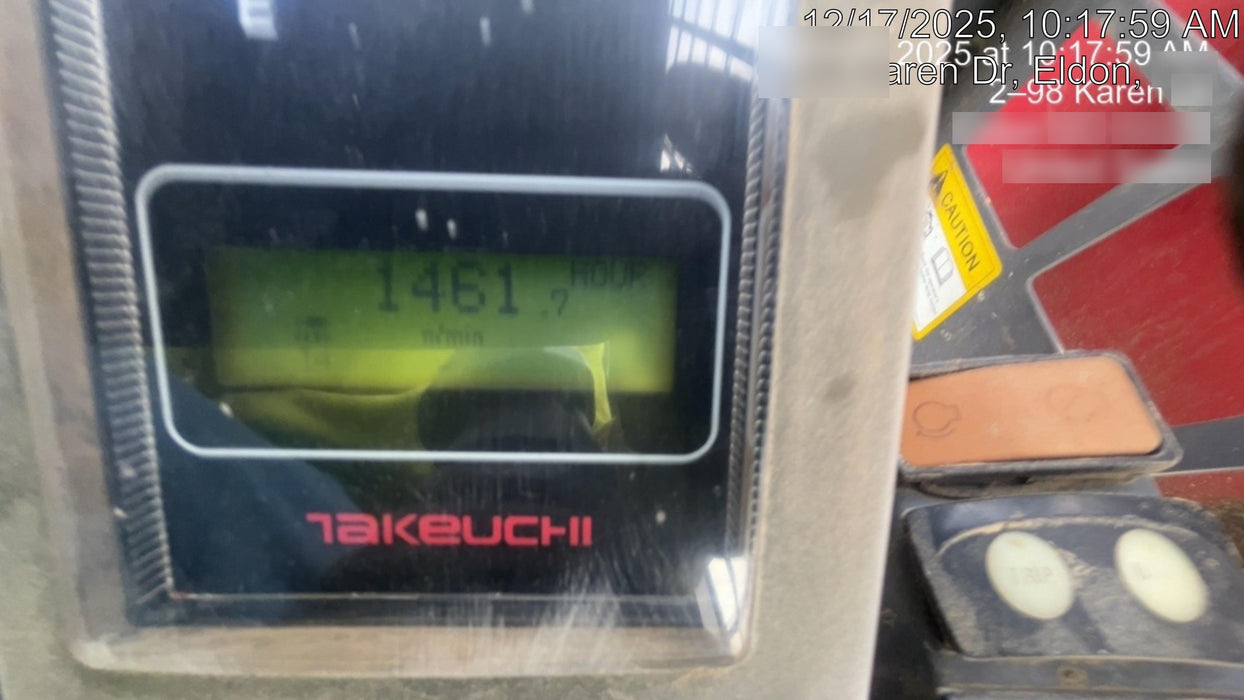 12/17/2025, 10:17:59 AM
2025 at 10:17:59 AM
aren Dr, Eldon,
2–98 Karen
CAUTION
1461.7 HOUR
n/min
TAKEUCHI